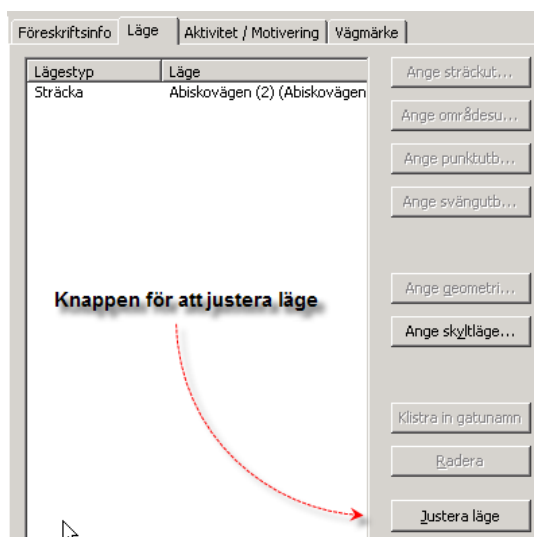 Föreskriftsinfo Läge Aktivitet / Motivering Vägmärke
Lägestyp Läge
Sträcka Abiskovägen (2) (Abiskovägen
Ange sträckut...
Ange områdesu...
Ange punktutb...
Ange svängutb...
Ange geometri...
Knappen för att justera läge
Ange skyltläge...
Klistra in gatunamn
Radera
Justera läge